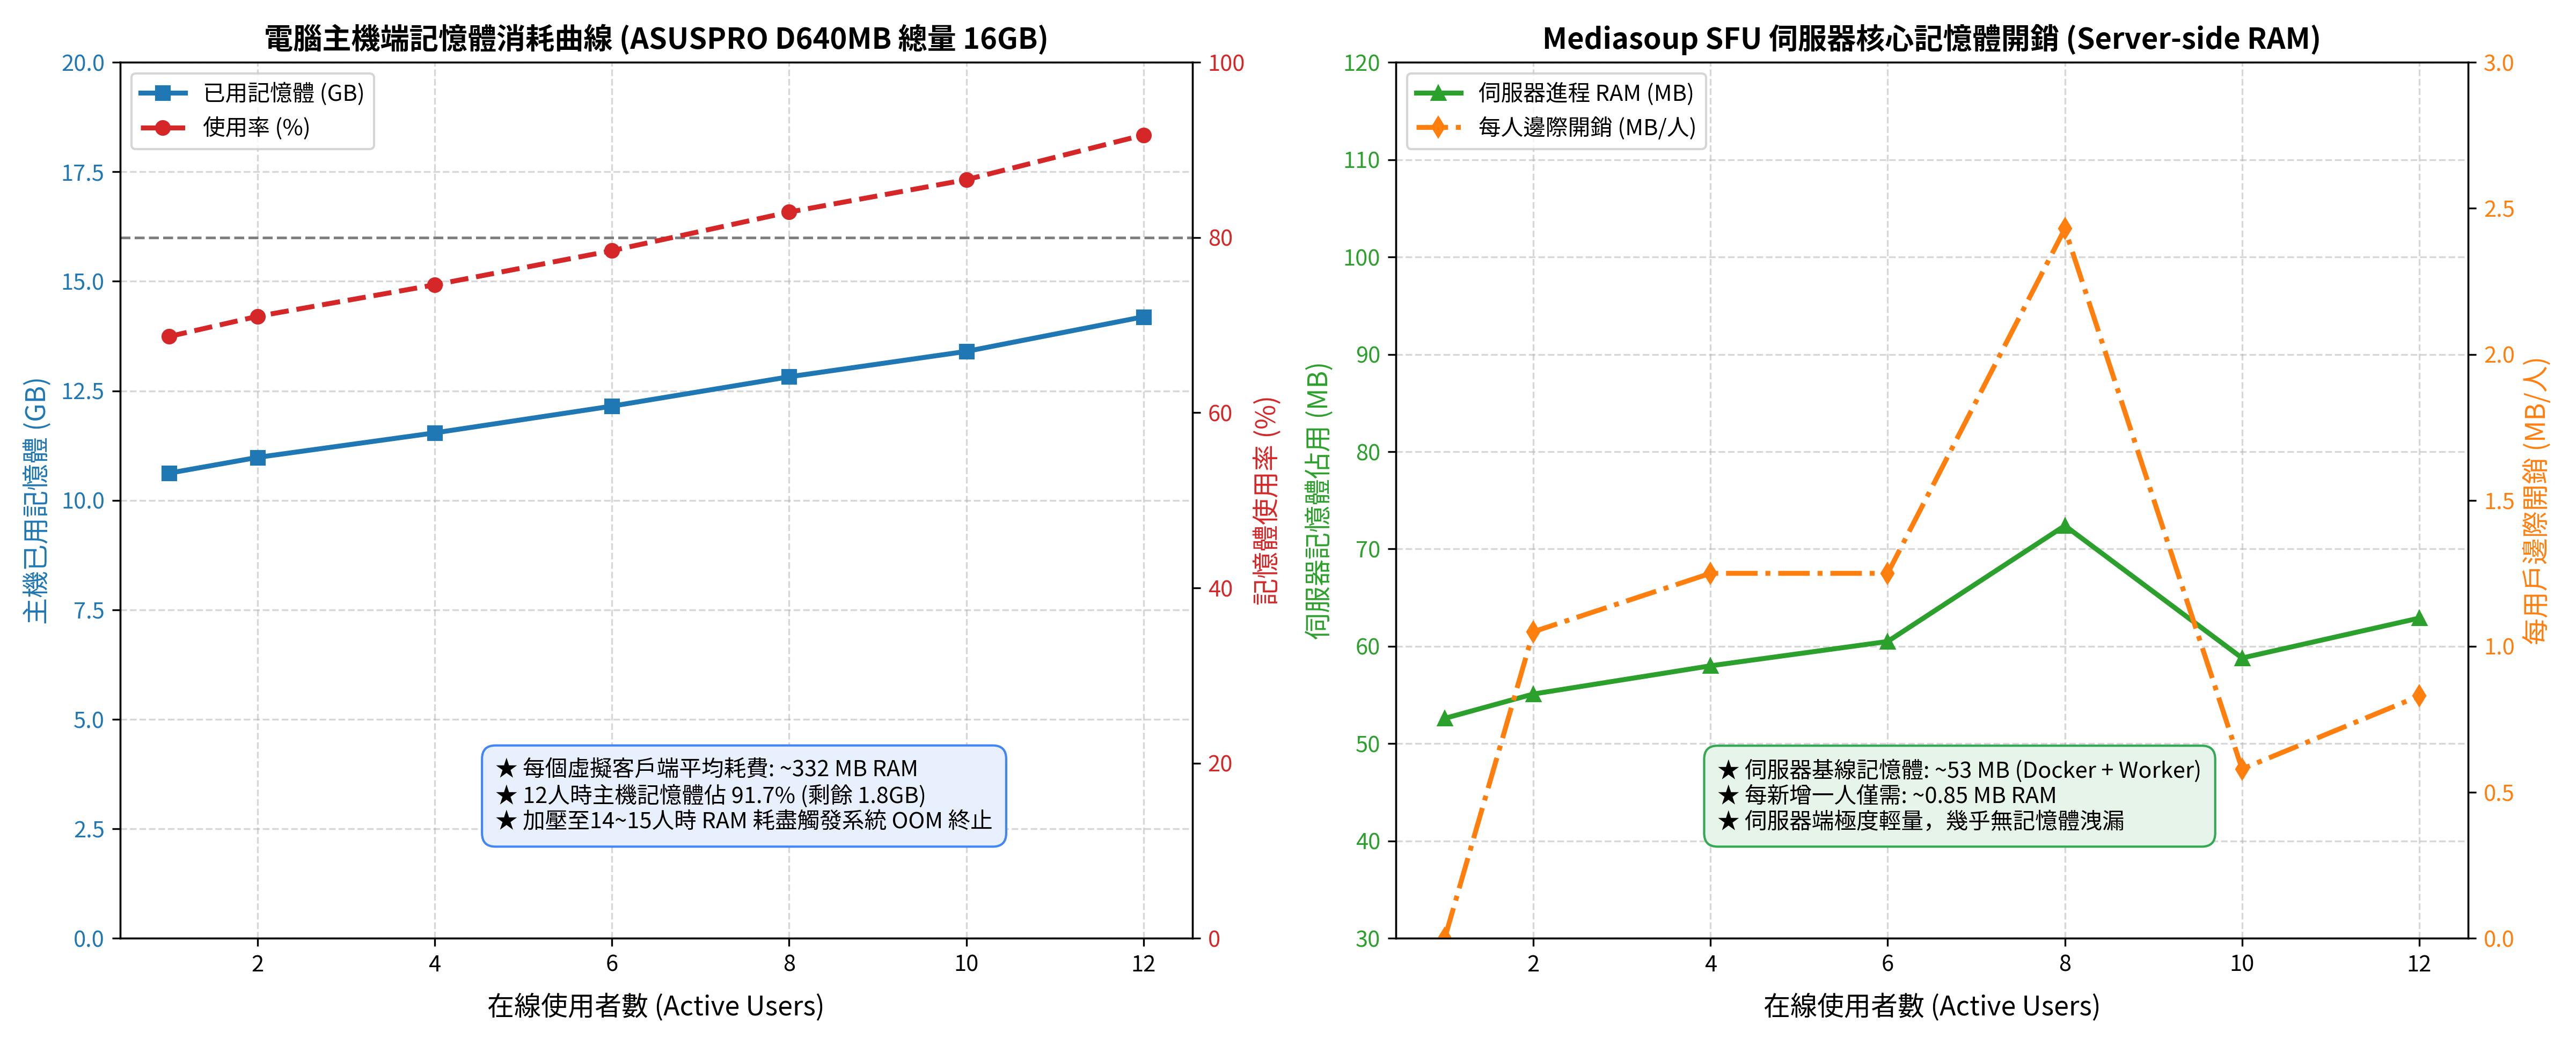 電腦主機端記憶體消耗曲線 (ASUSPRO D640MB 總量 16GB)
已用記憶體 (GB)
使用率 (%)
主機已用記憶體 (GB)
20.0
17.5
15.0
12.5
10.0
7.5
5.0
2.5
0.0
100
80
60
40
20
0
記憶體使用率 (%)
★ 每個虛擬客戶端平均耗費: ~332 MB RAM
★ 12人時主機記憶體佔 91.7% (剩餘 1.8GB)
★ 加壓至14~15人時 RAM 耗盡觸發系統 OOM 終止
2 4 6 8 10 12
在線使用者數 (Active Users)
Mediasoup SFU 伺服器核心記憶體開銷 (Server-side RAM)
伺服器進程 RAM (MB)
每人邊際開銷 (MB/人)
伺服器記憶體佔用 (MB)
120
110
100
90
80
70
60
50
40
30
3.0
2.5
2.0
1.5
1.0
0.5
0.0
每用戶邊際開銷 (MB/人)
★ 伺服器基線記憶體: ~53 MB (Docker + Worker)
★ 每新增一人僅需: ~0.85 MB RAM
★ 伺服器端極度輕量，幾乎無記憶體洩漏
2 4 6 8 10 12
在線使用者數 (Active Users)